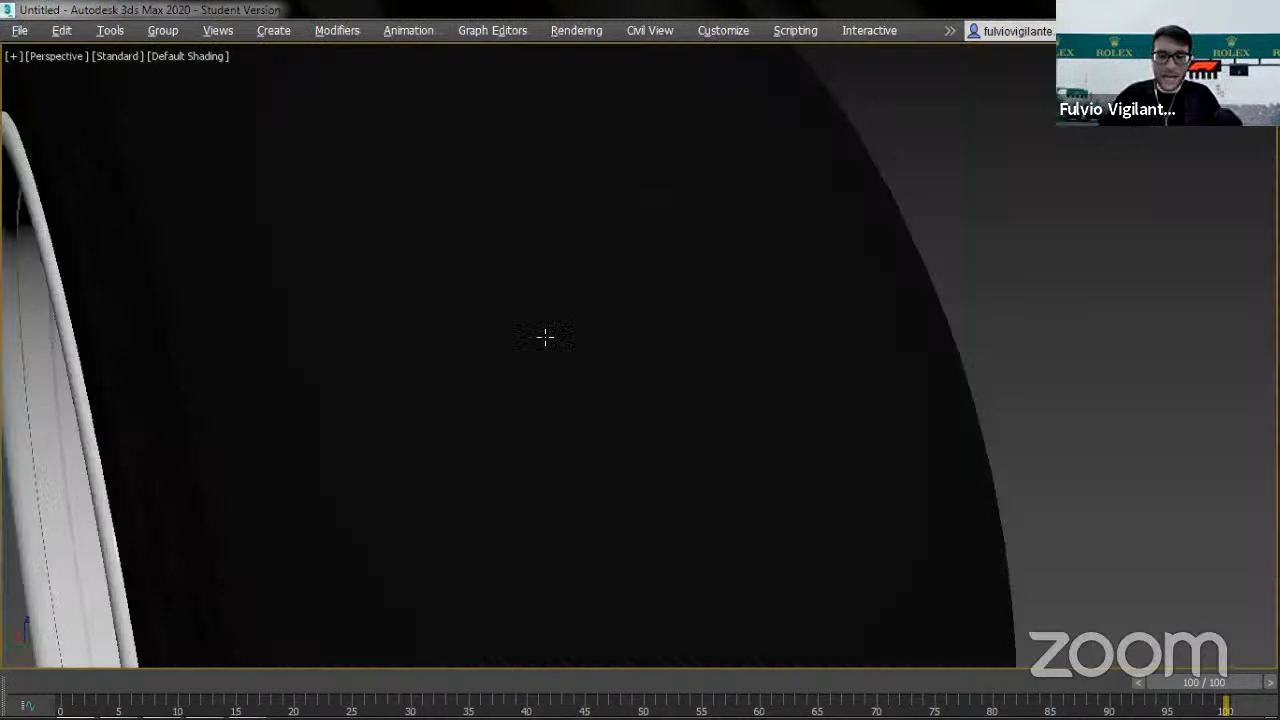 3 Untitled - Autodesk 3ds Max 2020 - Student Version
File Edit Tools Group Views Create Modifiers Animation Graph Editors Rendering Civil View Customize Scripting Interactive >> fulviovigilante
[+] [Perspective] [Standard] [Default Shading]
ROLEX ROLEX
Fulvio Vigilant...
zoom
< 100 / 100 >
0 5 10 15 20 25 30 35 40 45 50 55 60 65 70 75 80 85 90 95 100